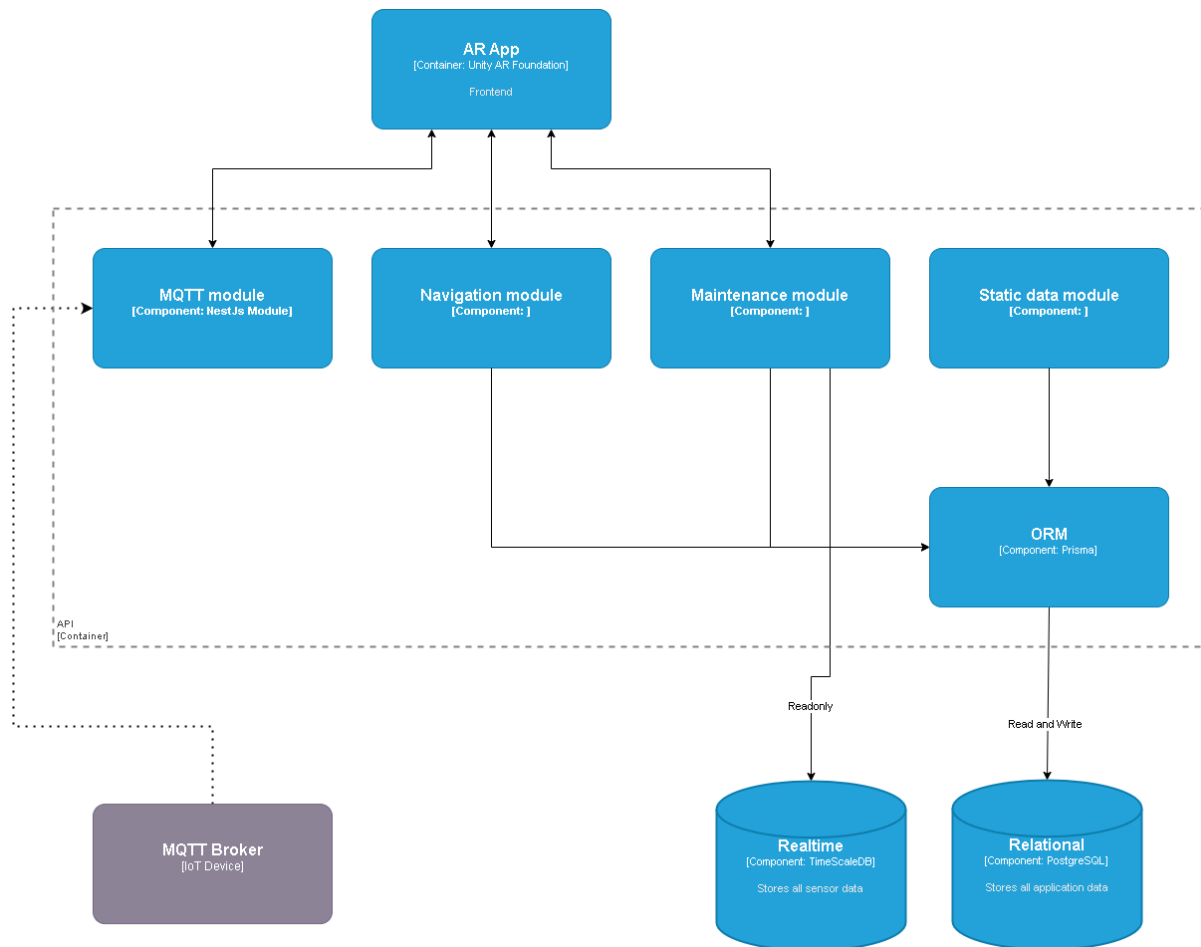 AR App
[Container: Unity AR Foundation]
Frontend
MQTT module
[Component: NestJs Module]
Navigation module
[Component: ]
Maintenance module
[Component: ]
Static data module
[Component: ]
ORM
[Component: Prisma]
API
[Container]
Readonly
Read and Write
MQTT Broker
[IoT Device]
Realtime
[Component: TimeScaleDB]
Stores all sensor data
Relational
[Component: PostgreSQL]
Stores all application data